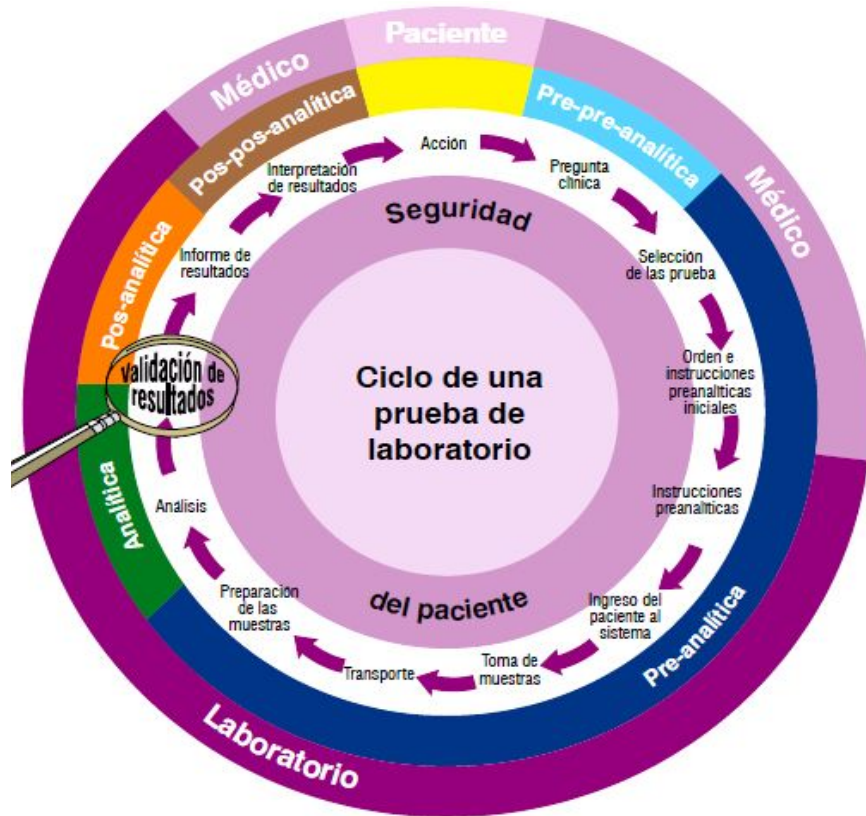 Paciente
Médico
Pre-pre-analítica
Médico
Pos-pos-analítica
Acción
Pregunta
clínica
Interpretación
de resultados
Seguridad
Selección
de las prueba
Informe de
resultados
Pos-analítica
Orden e
instrucciones
preanalíticas
iniciales
Validación de
resultados
Ciclo de una
prueba de
laboratorio
Instrucciones
preanalíticas
Análisis
Analítica
Preparación
de las
muestras
del paciente
Ingreso del
paciente al
sistema
Toma de
muestras
Transporte
Pre-analítica
Laboratorio